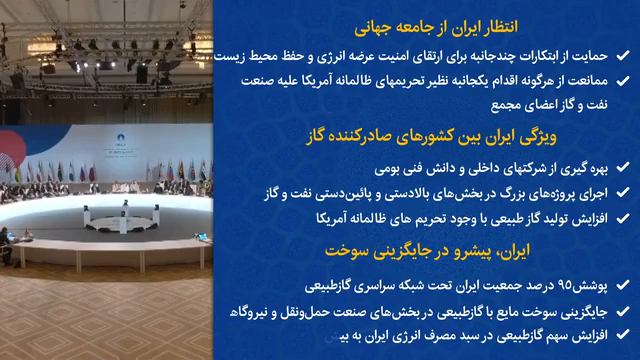 انتظار ایران از جامعه جهانی
حمایت از ابتکارات چندجانبه برای ارتقای امنیت عرضه انرژی و حفظ محیط زیست
ممانعت از هرگونه اقدام یکجانبه نظیر تحریمهای ظالمانه آمریکا علیه صنعت
نفت و گاز اعضای مجمع
ویژگی ایران بین کشورهای صادرکننده گاز
بهره گیری از شرکتهای داخلی و دانش فنی بومی
اجرای پروژه‌های بزرگ در بخش‌های بالادستی و پائین‌دستی نفت و گاز
افزایش تولید گاز طبیعی با وجود تحریم های ظالمانه آمریکا
ایران، پیشرو در جایگزینی سوخت
پوشش ۹۵ درصد جمعیت ایران تحت شبکه سراسری گازطبیعی
جایگزینی سوخت مایع با گازطبیعی در بخش‌های صنعت حمل‌ونقل و نیروگاه
افزایش سهم گازطبیعی در سبد مصرف انرژی ایران به بیش